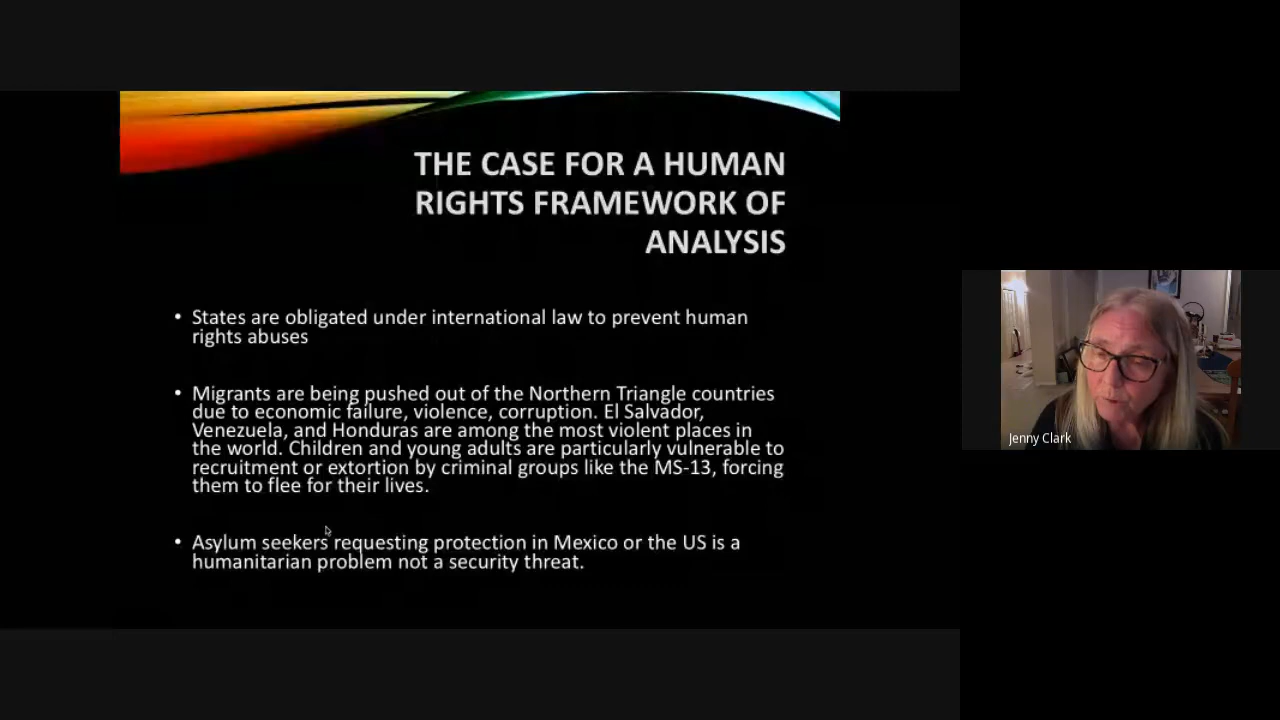 THE CASE FOR A HUMAN
RIGHTS FRAMEWORK OF
ANALYSIS
• States are obligated under international law to prevent human
rights abuses
• Migrants are being pushed out of the Northern Triangle countries
due to economic failure, violence, corruption. El Salvador,
Venezuela, and Honduras are among the most violent places in
the world. Children and young adults are particularly vulnerable to
recruitment or extortion by criminal groups like the MS-13, forcing
them to flee for their lives.
• Asylum seekers requesting protection in Mexico or the US is a
humanitarian problem not a security threat.
Jenny Clark